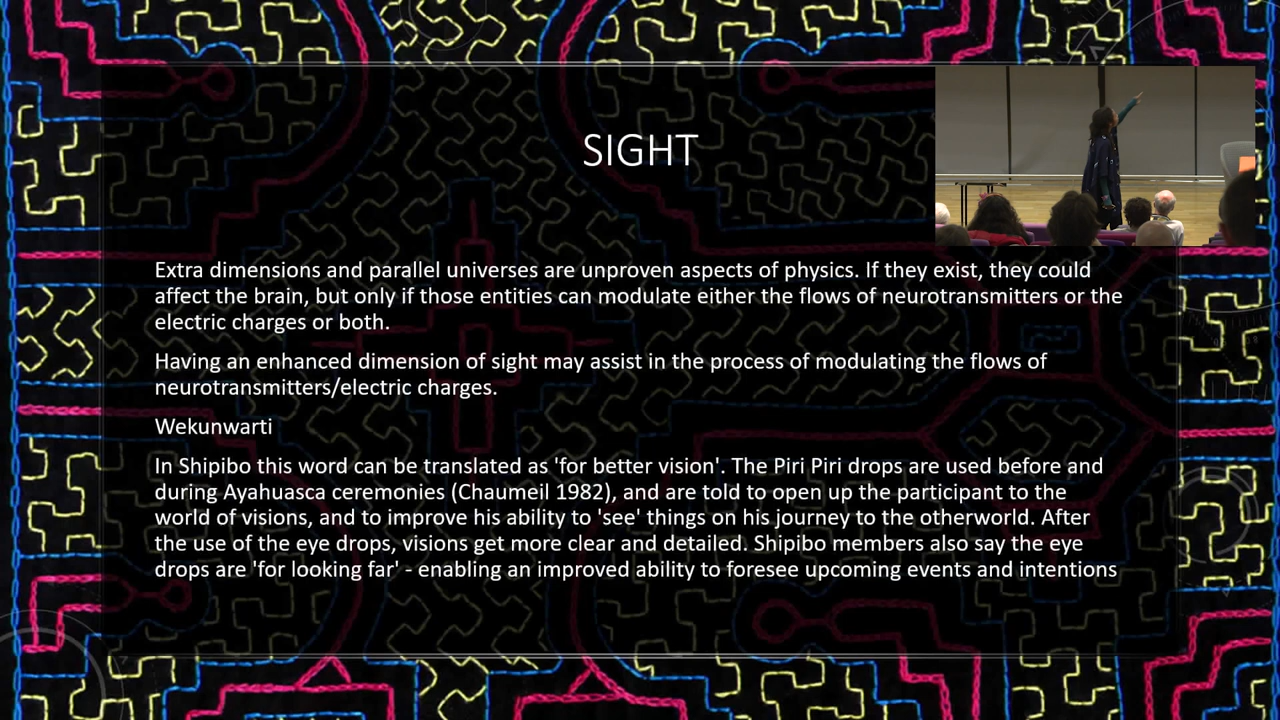 SIGHT
Extra dimensions and parallel universes are unproven aspects of physics. If they exist, they could
affect the brain, but only if those entities can modulate either the flows of neurotransmitters or the
electric charges or both.
Having an enhanced dimension of sight may assist in the process of modulating the flows of
neurotransmitters/electric charges.
Wekunwarti
In Shipibo this word can be translated as 'for better vision'. The Piri Piri drops are used before and
during Ayahuasca ceremonies (Chaumeil 1982), and are told to open up the participant to the
world of visions, and to improve his ability to 'see' things on his journey to the otherworld. After
the use of the eye drops, visions get more clear and detailed. Shipibo members also say the eye
drops are 'for looking far' - enabling an improved ability to foresee upcoming events and intentions